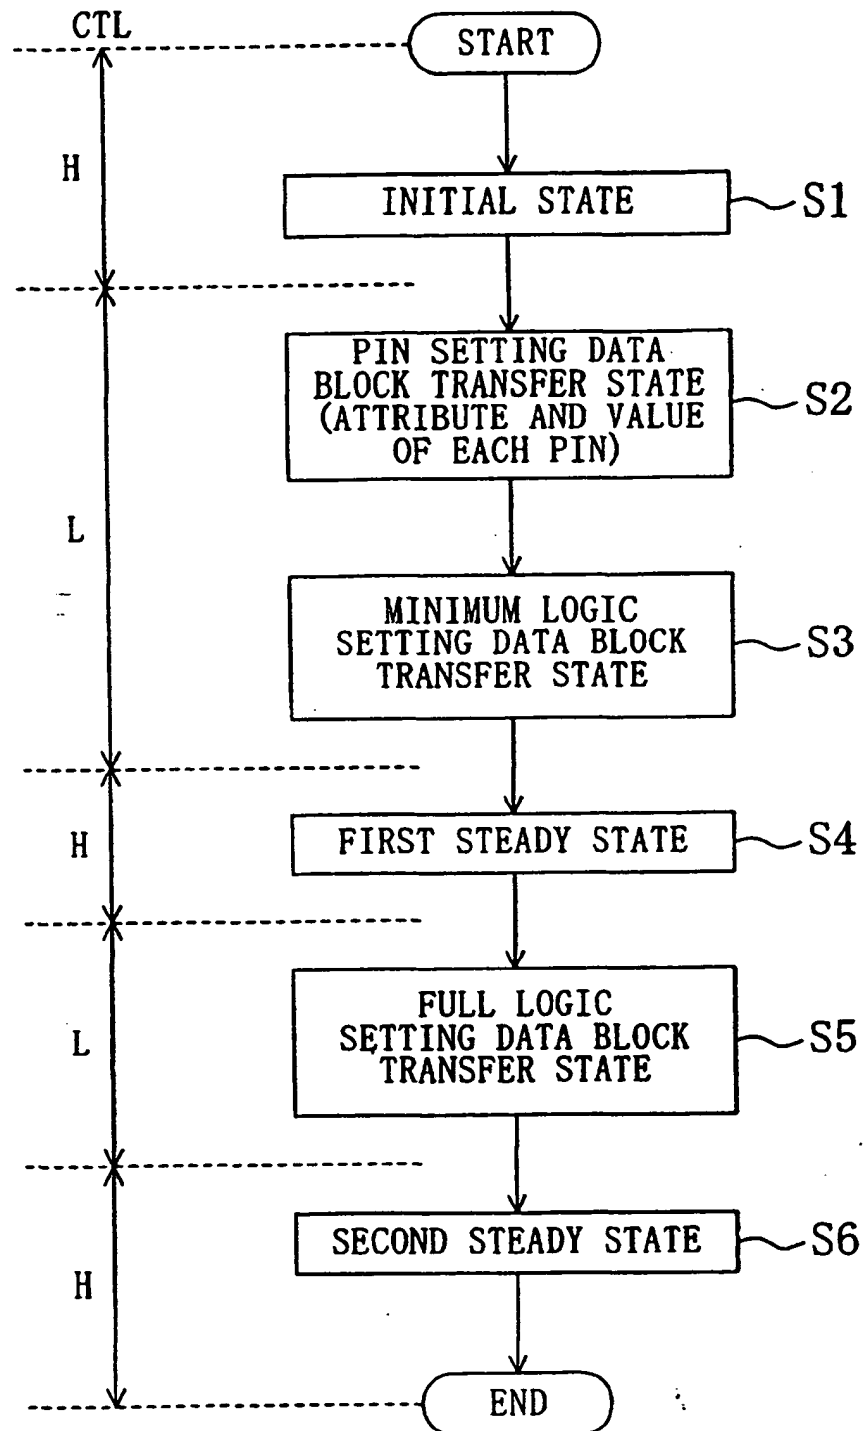 CTL
START
H
INITIAL STATE
S1
PIN SETTING DATA
BLOCK TRANSFER STATE
(ATTRIBUTE AND VALUE
OF EACH PIN)
S2
L
MINIMUM LOGIC
SETTING DATA BLOCK
TRANSFER STATE
S3
H
FIRST STEADY STATE
S4
L
FULL LOGIC
SETTING DATA BLOCK
TRANSFER STATE
S5
H
SECOND STEADY STATE
S6
END